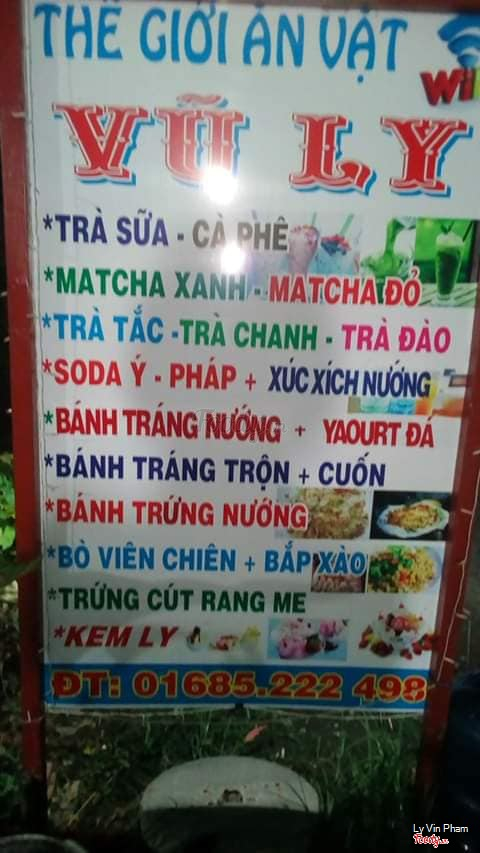 THẾ GIỚI ĂN VẶT
VŨ LY
*TRÀ SỮA - CÀ PHÊ
*MATCHA XANH - MATCHA ĐỎ
*TRÀ TẮC -TRÀ CHANH - TRÀ ĐÀO
*SODA Ý - PHÁP + XÚC XÍCH NƯỚNG
*BÁNH TRÁNG NƯỚNG + YAOURT ĐÁ
*BÁNH TRÁNG TRỘN + CUỐN
*BÁNH TRỨNG NƯỚNG
*BÒ VIÊN CHIÊN + BẮP XÀO
*TRỨNG CÚT RANG ME
*KEM LY
ĐT: 01685.222 498
Ly Vin Pham
foody.vn